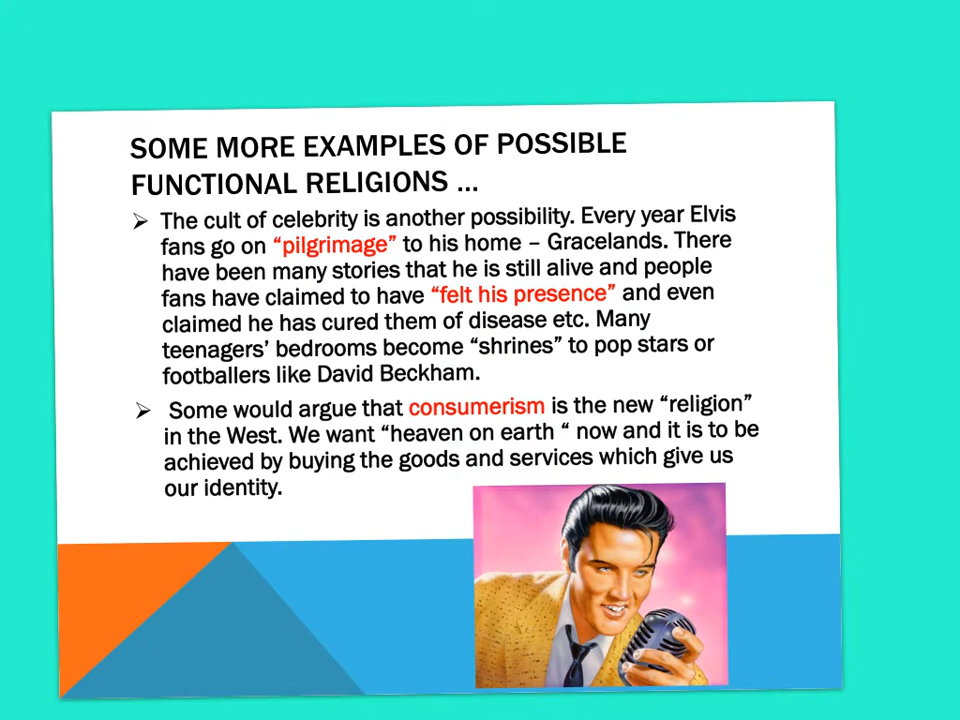 SOME MORE EXAMPLES OF POSSIBLE
FUNCTIONAL RELIGIONS ...
➢ The cult of celebrity is another possibility. Every year Elvis
fans go on “pilgrimage” to his home – Gracelands. There
have been many stories that he is still alive and people
fans have claimed to have “felt his presence” and even
claimed he has cured them of disease etc. Many
teenagers’ bedrooms become “shrines” to pop stars or
footballers like David Beckham.
➢ Some would argue that consumerism is the new “religion”
in the West. We want “heaven on earth “ now and it is to be
achieved by buying the goods and services which give us
our identity.